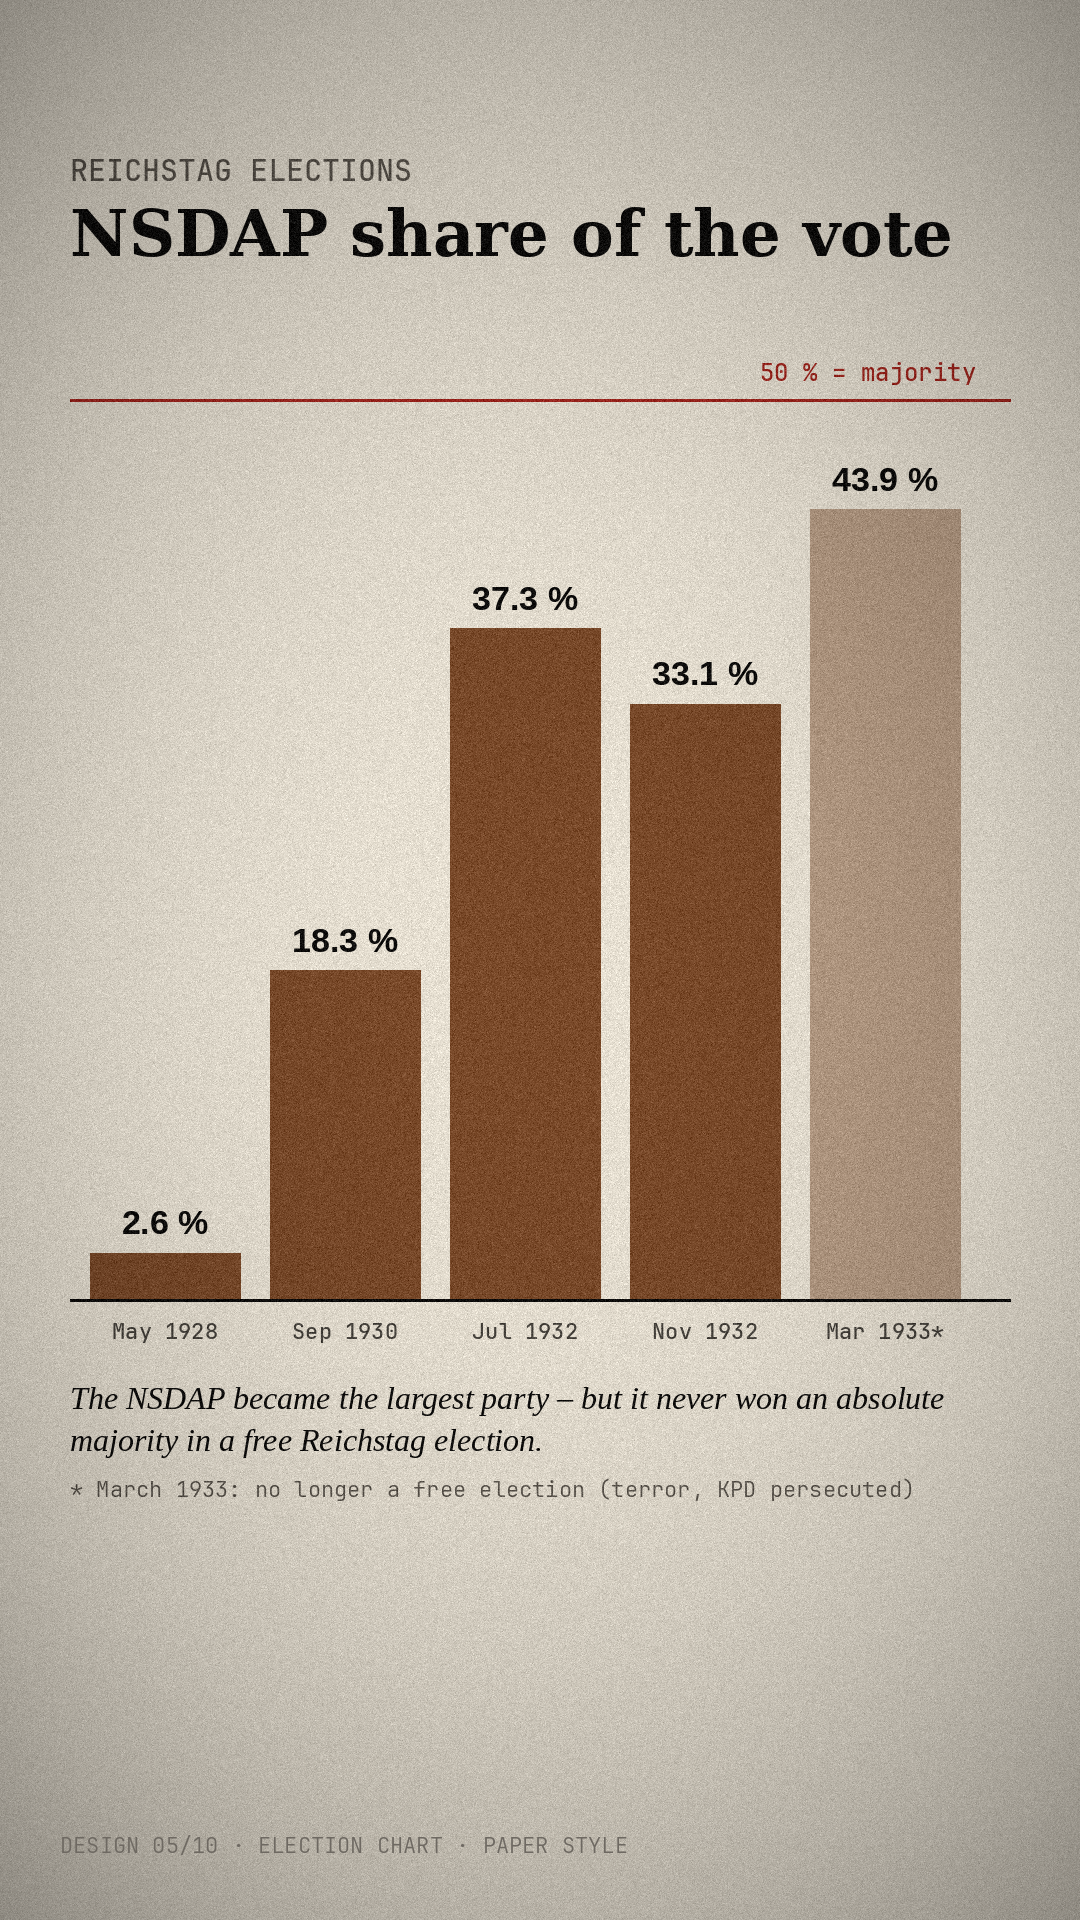 REICHSTAG ELECTIONS
NSDAP share of the vote
50 % = majority
43.9 %
37.3 %
33.1 %
18.3 %
2.6 %
May 1928 Sep 1930 Jul 1932 Nov 1932 Mar 1933*
The NSDAP became the largest party – but it never won an absolute
majority in a free Reichstag election.
* March 1933: no longer a free election (terror, KPD persecuted)
DESIGN 05/10 · ELECTION CHART · PAPER STYLE